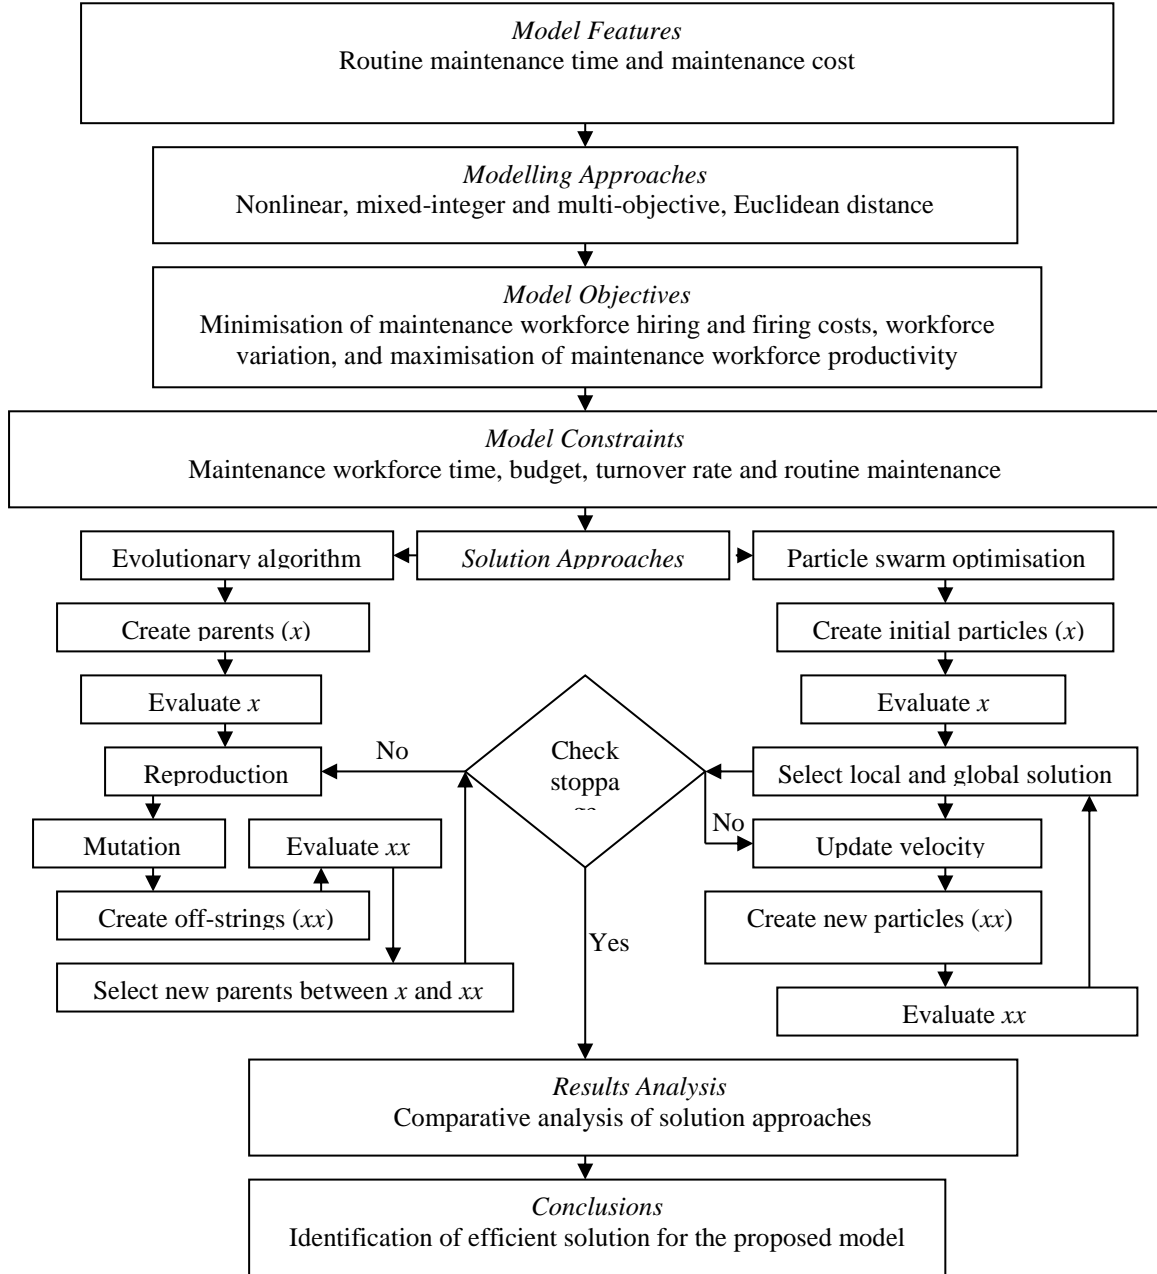 Model Features
Routine maintenance time and maintenance cost
Modelling Approaches
Nonlinear, mixed-integer and multi-objective, Euclidean distance
Model Objectives
Minimisation of maintenance workforce hiring and firing costs, workforce
variation, and maximisation of maintenance workforce productivity
Model Constraints
Maintenance workforce time, budget, turnover rate and routine maintenance
Evolutionary algorithm
Solution Approaches
Particle swarm optimisation
Create parents (x)
Create initial particles (x)
Evaluate x
Evaluate x
No
Check
stoppa
Reproduction
Select local and global solution
No
Mutation
Evaluate xx
Update velocity
Create off-strings (xx)
Create new particles (xx)
Yes
Select new parents between x and xx
Evaluate xx
Results Analysis
Comparative analysis of solution approaches
Conclusions
Identification of efficient solution for the proposed model